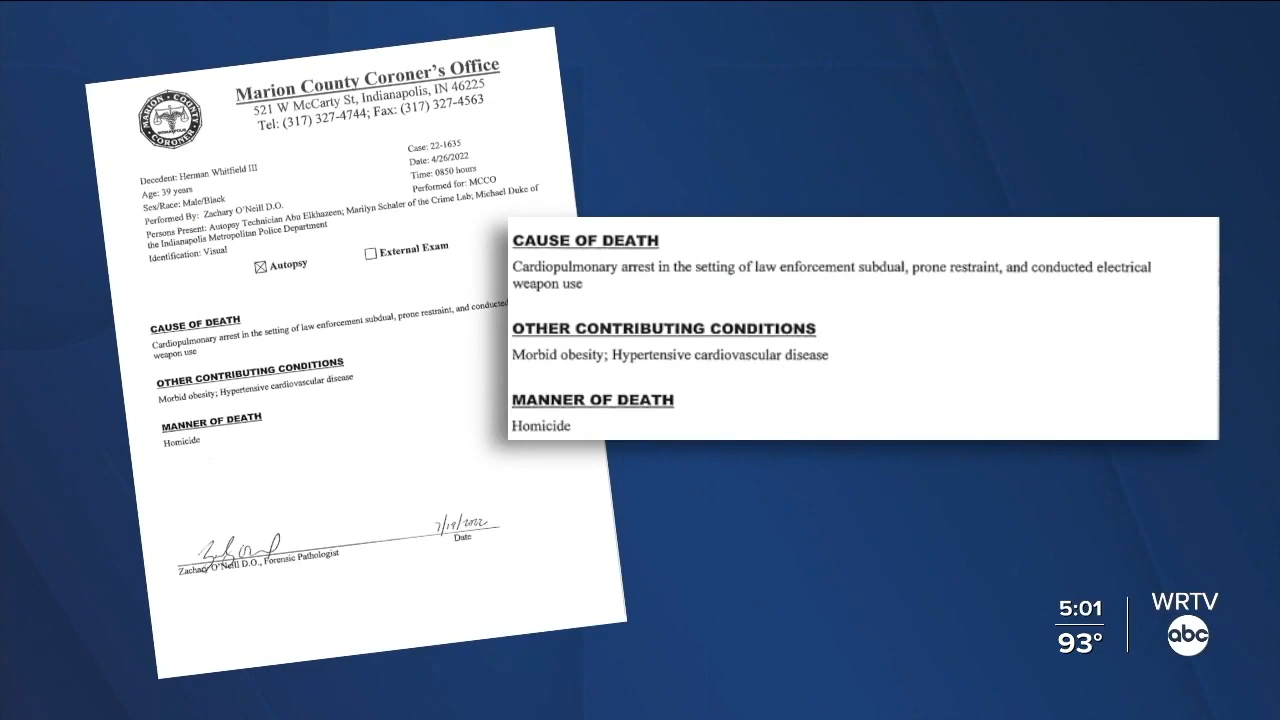 Marion County Coroner's Office
521 W McCarty St, Indianapolis, IN 46225
Tel: (317) 327-4744; Fax: (317) 327-4563
MARION COUNTY
INDIANAPOLIS
CORONER
Case: 22-1635
Date: 4/26/2022
Time: 0850 hours
Performed for: MCCO
Decedent: Herman Whitfield III
Age: 39 years
Sex/Race: Male/Black
Performed By: Zachary O'Neill D.O.
Persons Present: Autopsy Technician Abu Elkhazeen; Marilyn Schaler of the Crime Lab; Michael Duke of
the Indianapolis Metropolitan Police Department
Identification: Visual
☒ Autopsy ☐ External Exam
CAUSE OF DEATH
Cardiopulmonary arrest in the setting of law enforcement subdual, prone restraint, and conducted
weapon use
OTHER CONTRIBUTING CONDITIONS
Morbid obesity; Hypertensive cardiovascular disease
MANNER OF DEATH
Homicide
7/19/2022
Zachary O'Neill D.O., Forensic Pathologist
Date
CAUSE OF DEATH
Cardiopulmonary arrest in the setting of law enforcement subdual, prone restraint, and conducted electrical
weapon use
OTHER CONTRIBUTING CONDITIONS
Morbid obesity; Hypertensive cardiovascular disease
MANNER OF DEATH
Homicide
5:01
93°
WRTV
abc